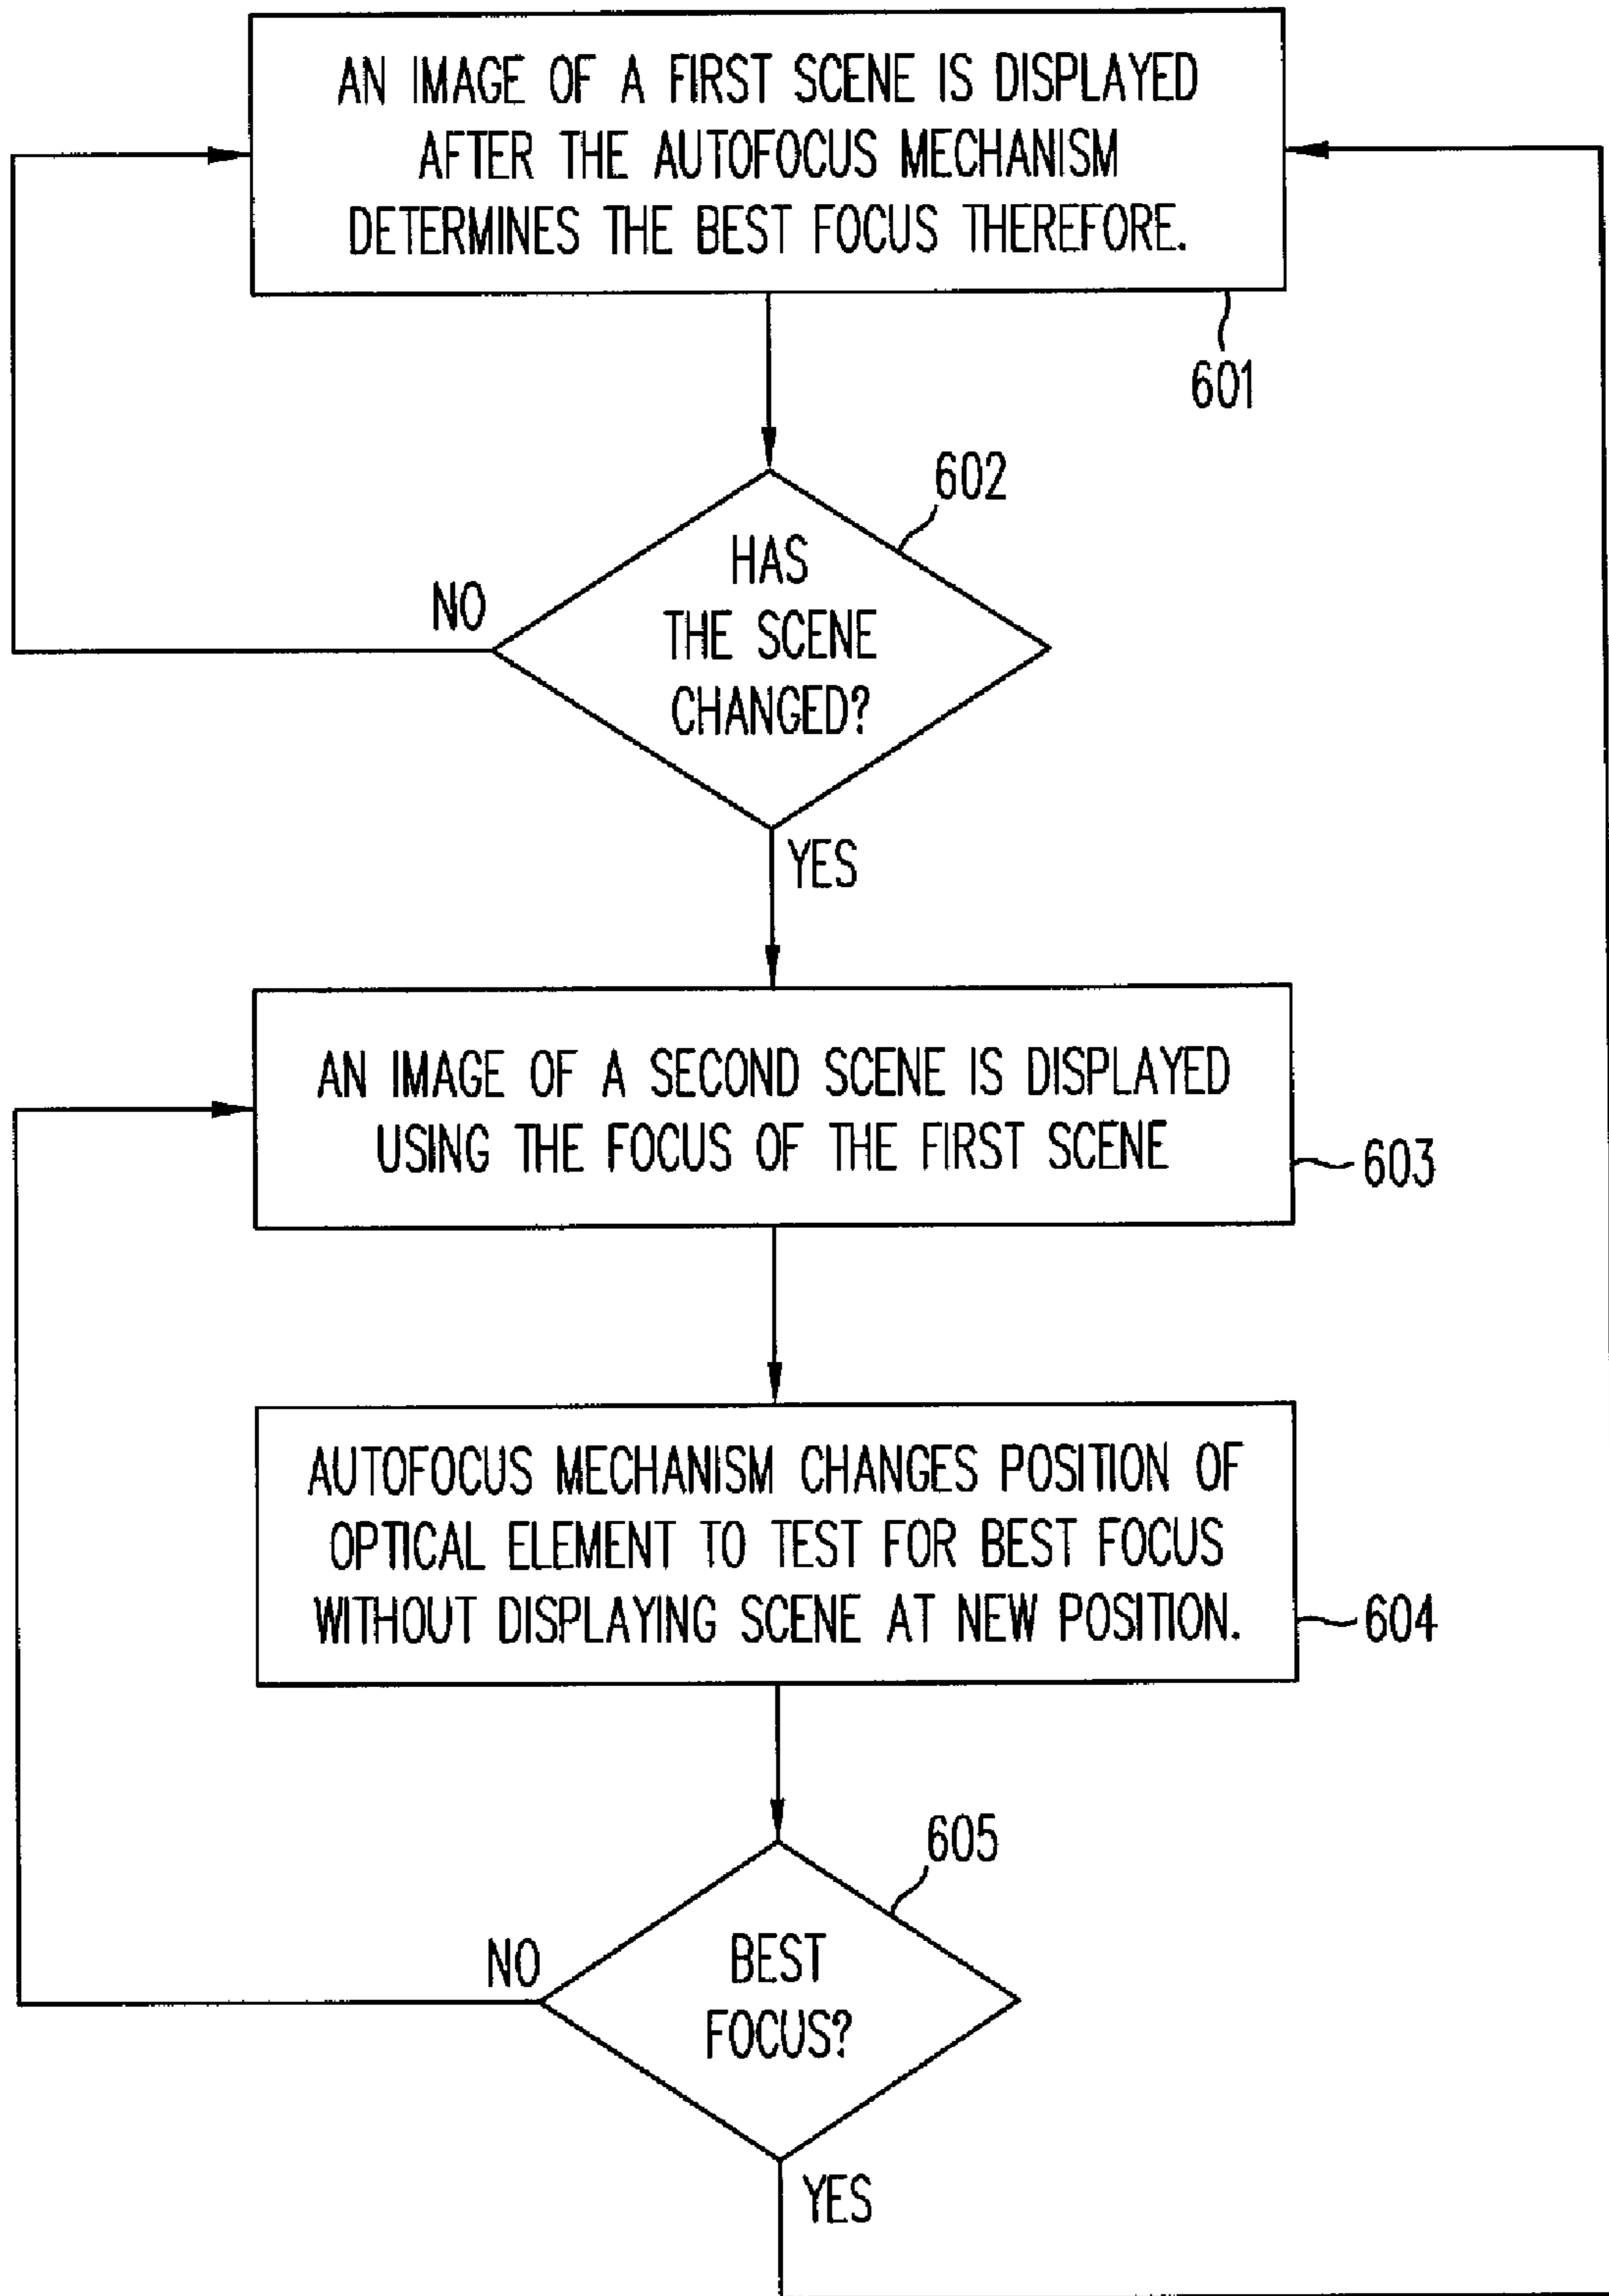 AN IMAGE OF A FIRST SCENE IS DISPLAYED
AFTER THE AUTOFOCUS MECHANISM
DETERMINES THE BEST FOCUS THEREFORE.
601
602
HAS
THE SCENE
CHANGED?
NO
YES
AN IMAGE OF A SECOND SCENE IS DISPLAYED
USING THE FOCUS OF THE FIRST SCENE
603
AUTOFOCUS MECHANISM CHANGES POSITION OF
OPTICAL ELEMENT TO TEST FOR BEST FOCUS
WITHOUT DISPLAYING SCENE AT NEW POSITION.
604
605
BEST
FOCUS?
NO
YES